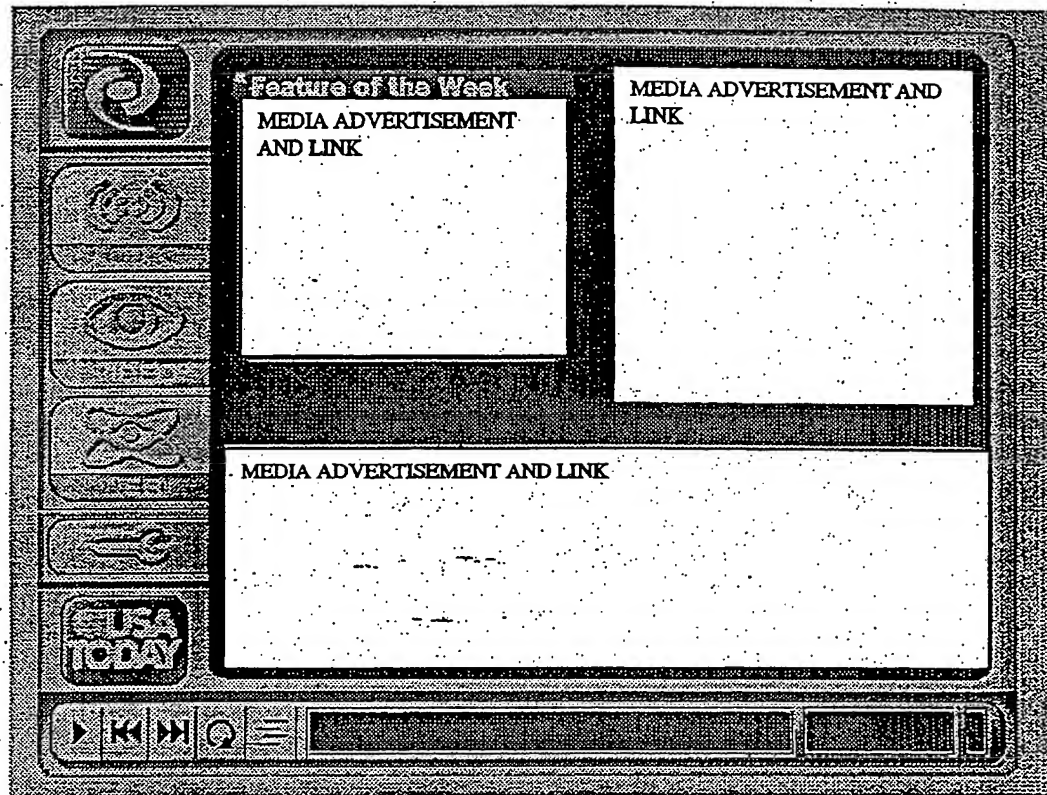 Feature of the Week
MEDIA ADVERTISEMENT
AND LINK
MEDIA ADVERTISEMENT AND
LINK
MEDIA ADVERTISEMENT AND LINK
USA
TODAY